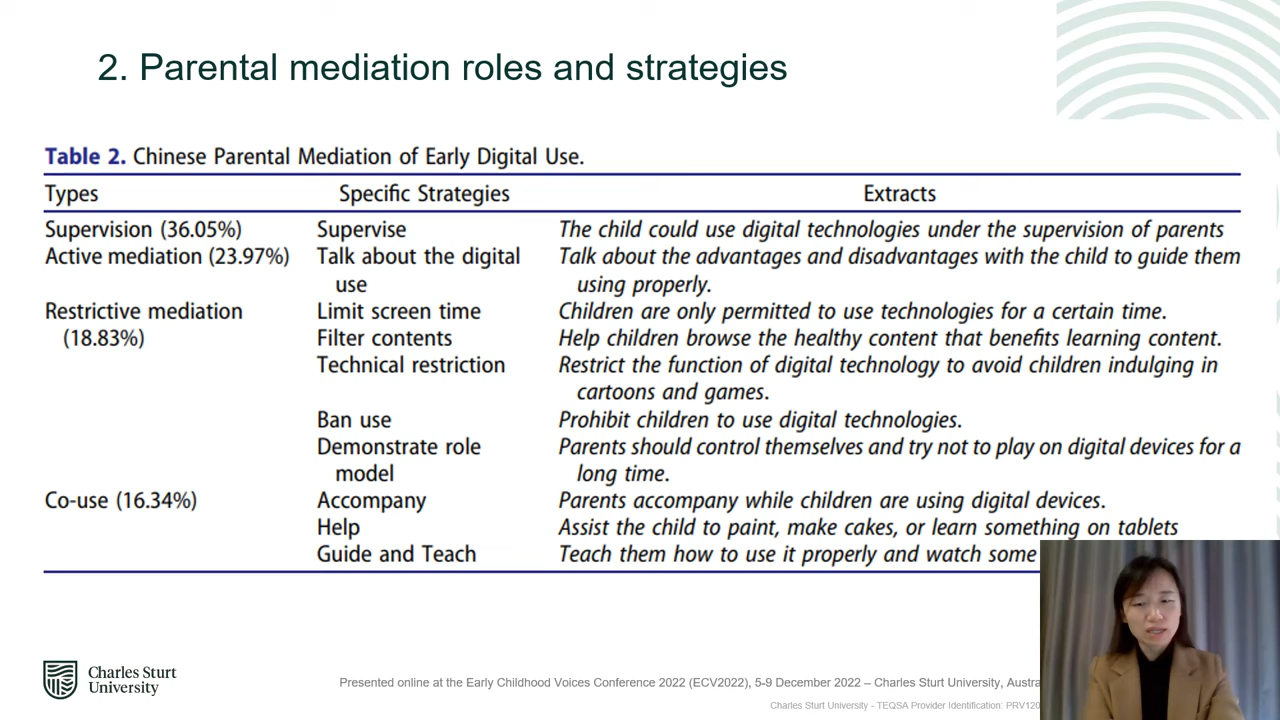 2. Parental mediation roles and strategies
Table 2. Chinese Parental Mediation of Early Digital Use.
Types Specific Strategies Extracts
Supervision (36.05%) Supervise The child could use digital technologies under the supervision of parents
Active mediation (23.97%) Talk about the digital Talk about the advantages and disadvantages with the child to guide them
use using properly.
Restrictive mediation Limit screen time Children are only permitted to use technologies for a certain time.
(18.83%) Filter contents Help children browse the healthy content that benefits learning content.
Technical restriction Restrict the function of digital technology to avoid children indulging in
cartoons and games.
Ban use Prohibit children to use digital technologies.
Demonstrate role Parents should control themselves and try not to play on digital devices for a
model long time.
Co-use (16.34%) Accompany Parents accompany while children are using digital devices.
Help Assist the child to paint, make cakes, or learn something on tablets
Guide and Teach Teach them how to use it properly and watch some
Charles Sturt
University
Presented online at the Early Childhood Voices Conference 2022 (ECV2022), 5-9 December 2022 – Charles Sturt University, Austra
Charles Sturt University - TEQSA Provider Identification: PRV120